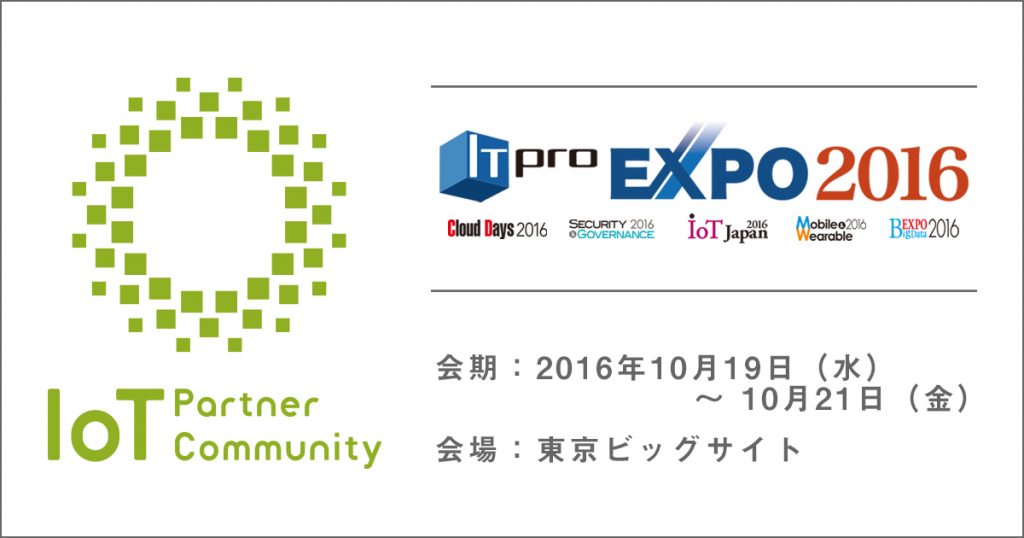 IoT Partner
Community
ITpro EXPO 2016
Cloud Days 2016
SECURITY 2016
& GOVERNANCE
IoT Japan 2016
Mobile & 2016
Wearable
BigData EXPO 2016
会期：2016年10月19日（水）
～ 10月21日（金）
会場：東京ビッグサイト